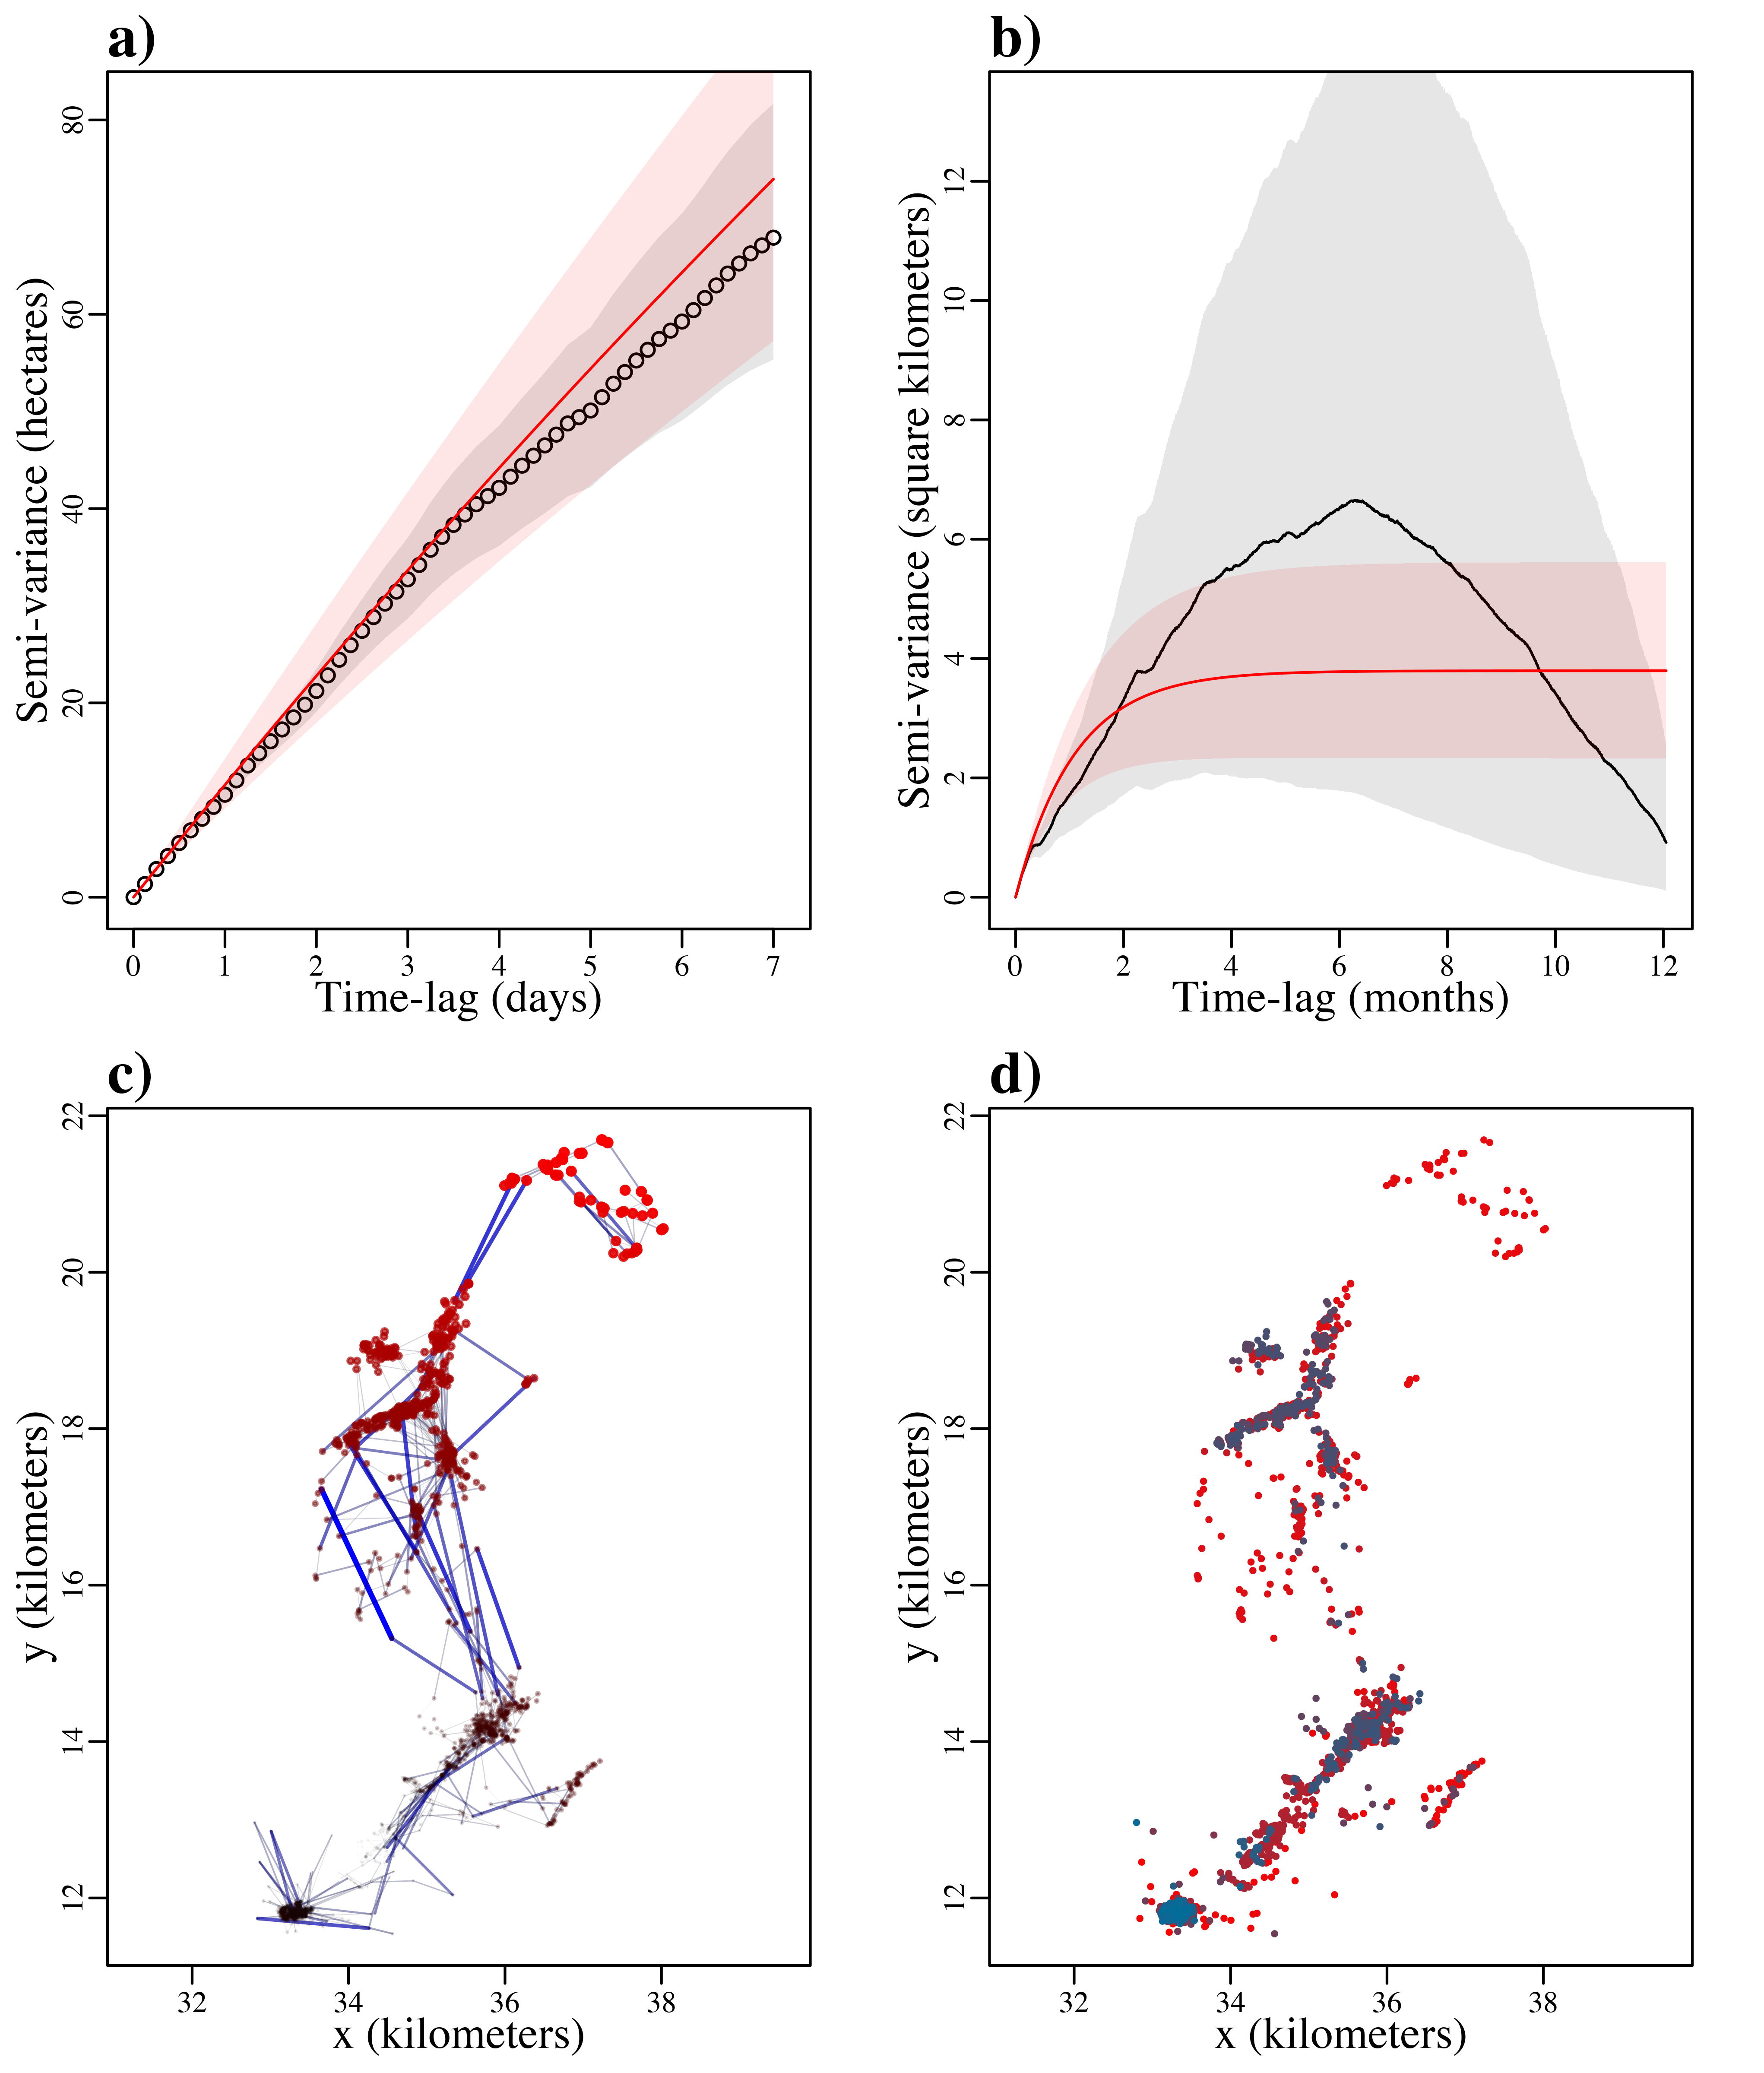 a)
Semi-variance (hectares)
0 20 40 60 80
0 1 2 3 4 5 6 7
Time-lag (days)
b)
Semi-variance (square kilometers)
0 2 4 6 8 10 12
0 2 4 6 8 10 12
Time-lag (months)
c)
y (kilometers)
12 14 16 18 20 22
32 34 36 38
x (kilometers)
d)
y (kilometers)
12 14 16 18 20 22
32 34 36 38
x (kilometers)